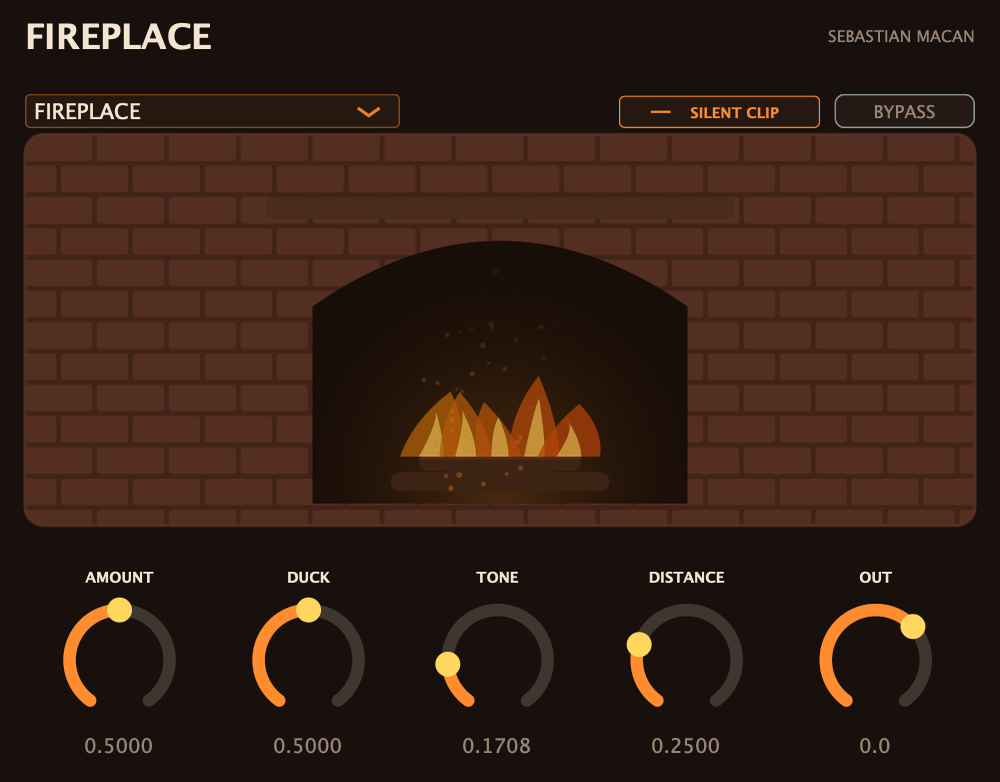 FIREPLACE
SEBASTIAN MACAN
FIREPLACE
SILENT CLIP
BYPASS
AMOUNT
DUCK
TONE
DISTANCE
OUT
0.5000
0.5000
0.1708
0.2500
0.0